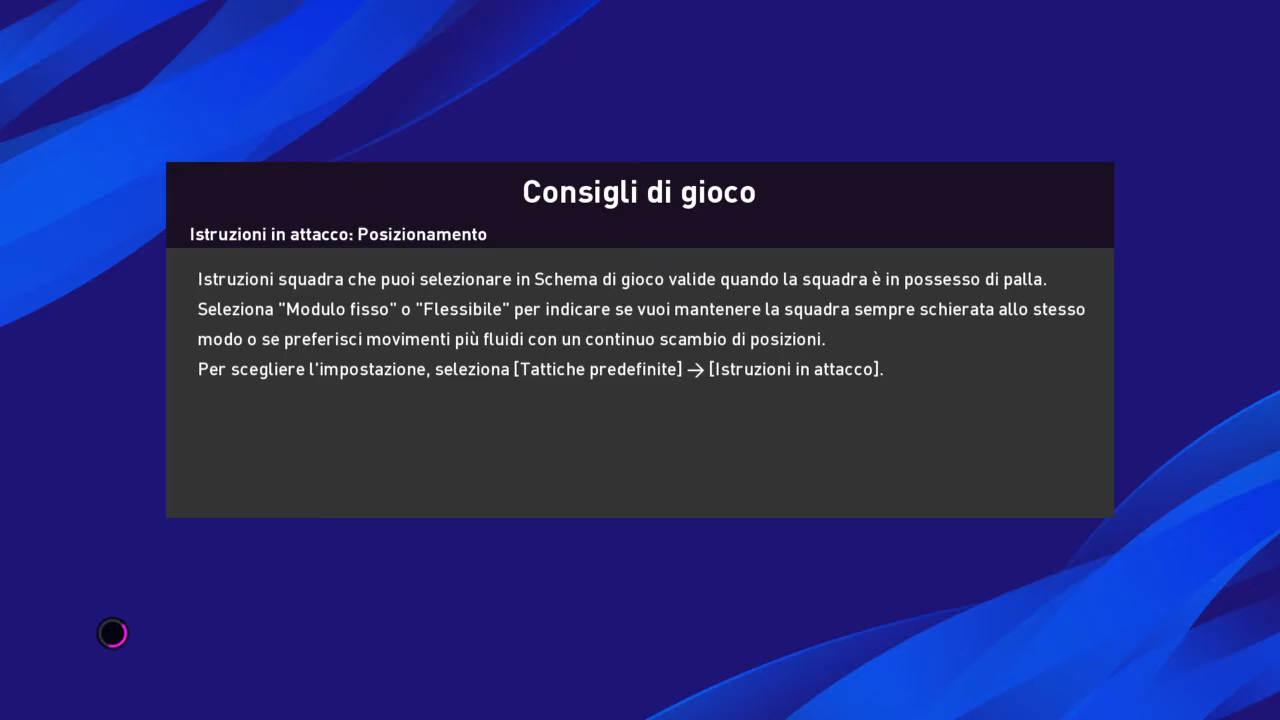 Consigli di gioco
Istruzioni in attacco: Posizionamento
Istruzioni squadra che puoi selezionare in Schema di gioco valide quando la squadra è in possesso di palla.
Seleziona "Modulo fisso" o "Flessibile" per indicare se vuoi mantenere la squadra sempre schierata allo stesso
modo o se preferisci movimenti più fluidi con un continuo scambio di posizioni.
Per scegliere l'impostazione, seleziona [Tattiche predefinite] → [Istruzioni in attacco].